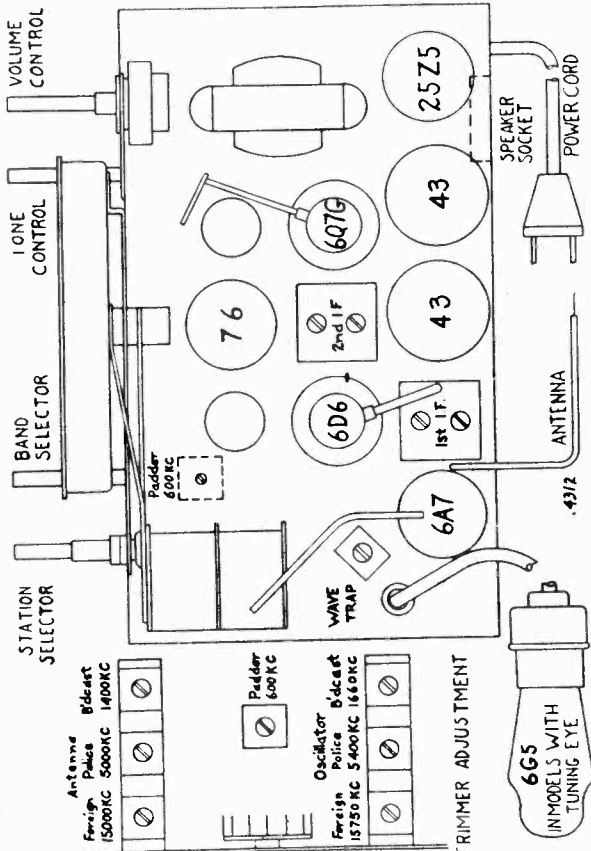 VOLUME
CONTROL
TONE
CONTROL
BAND
SELECTOR
STATION
SELECTOR
25Z5
SPEAKER
SOCKET
POWER CORD
6Q7G
43
76
2nd IF
43
6D6
1st I.F.
ANTENNA
Padder
600KC
6A7
.4312
WAVE
TRAP
Antenna
Foreign Police B'dcast
15000KC 5000KC 1400KC
Padder
600KC
Oscillator
Foreign Police B'dcast
15750KC 5400KC 1660KC
TRIMMER ADJUSTMENT
6G5
IN MODELS WITH
TUNING EYE